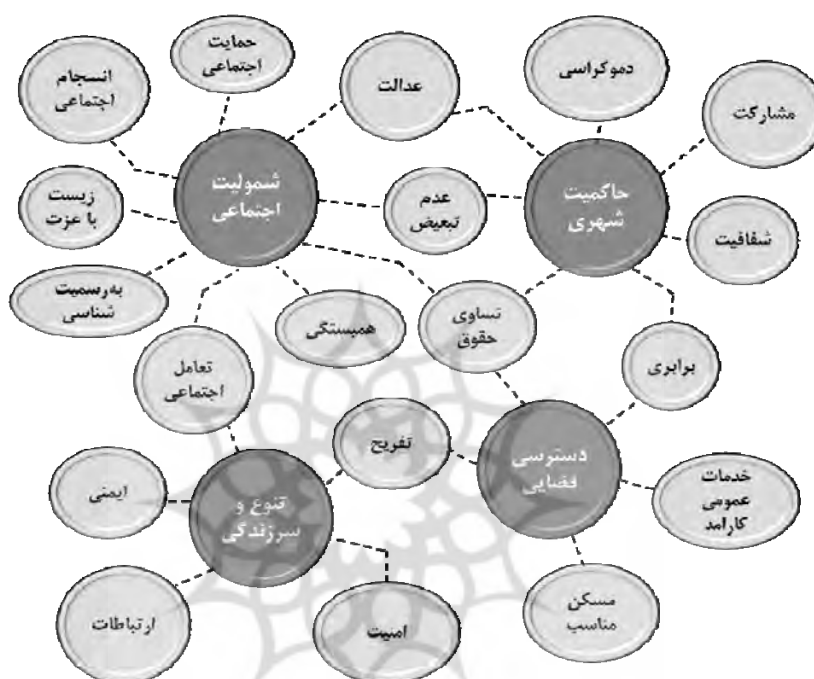 انسجام
اجتماعی
حمایت
اجتماعی
عدالت
دموکراسی
مشارکت
شمولیت
اجتماعی
حاکمیت
شهری
زیست
با عزت
عدم
تبعیض
شفافیت
به‌رسمیت
شناسی
همبستگی
تساوی
حقوق
تعامل
اجتماعی
برابری
تفریح
دسترسی
فضایی
ایمنی
تنوع و
سرزندگی
خدمات
عمومی
کارامد
ارتباطات
امنیت
مسکن
مناسب